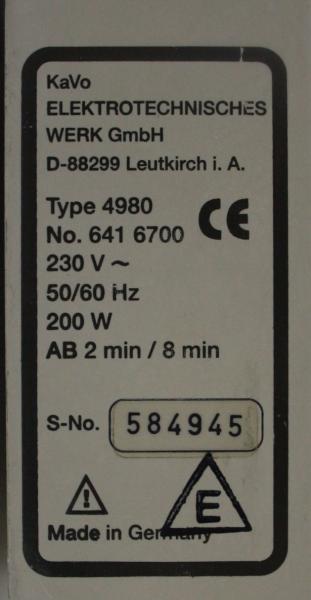 KaVo
ELEKTROTECHNISCHES
WERK GmbH
D-88299 Leutkirch i. A.
Type 4980
No. 641 6700 CE
230 V ~
50/60 Hz
200 W
AB 2 min / 8 min
S-No. 584945
E
Made in Germany